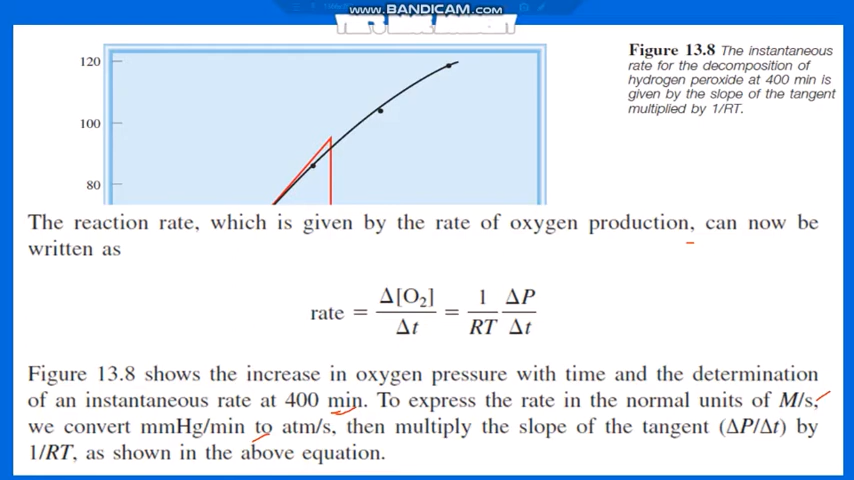 www.BANDICAM.com
120
100
80
Figure 13.8 The instantaneous
rate for the decomposition of
hydrogen peroxide at 400 min is
given by the slope of the tangent
multiplied by 1/RT.
The reaction rate, which is given by the rate of oxygen production, can now be
written as
rate = Δ[O₂]/Δt = 1/RT ΔP/Δt
Figure 13.8 shows the increase in oxygen pressure with time and the determination
of an instantaneous rate at 400 min. To express the rate in the normal units of M/s,
we convert mmHg/min to atm/s, then multiply the slope of the tangent (ΔP/Δt) by
1/RT, as shown in the above equation.